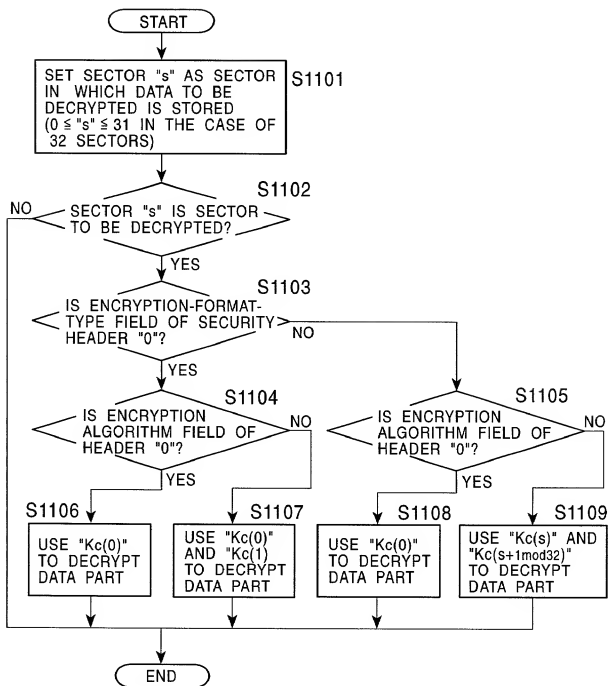 START
SET SECTOR "s" AS SECTOR
IN WHICH DATA TO BE
DECRYPTED IS STORED
(0 ≦ "s" ≦ 31 IN THE CASE OF
32 SECTORS)
S1101
S1102
NO
SECTOR "s" IS SECTOR
TO BE DECRYPTED?
YES
S1103
IS ENCRYPTION-FORMAT-
TYPE FIELD OF SECURITY
HEADER "0"?
NO
YES
S1104
IS ENCRYPTION
ALGORITHM FIELD OF
HEADER "0"?
NO
YES
S1105
IS ENCRYPTION
ALGORITHM FIELD OF
HEADER "0"?
NO
YES
S1106
USE "Kc(0)"
TO DECRYPT
DATA PART
S1107
USE "Kc(0)"
AND "Kc(1)
TO DECRYPT
DATA PART
S1108
USE "Kc(0)"
TO DECRYPT
DATA PART
S1109
USE "Kc(s)" AND
"Kc(s+1mod32)"
TO DECRYPT
DATA PART
END